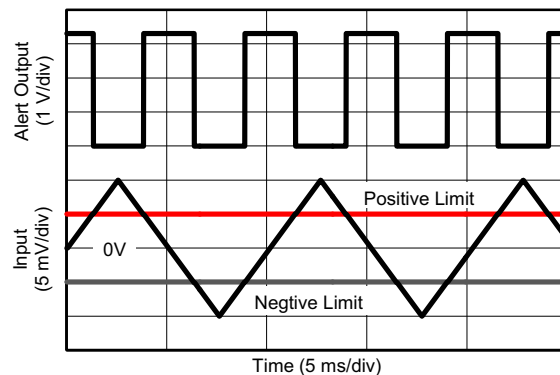 Alert Output
(1 V/div)
Positive Limit
0V
Input
(5 mV/div)
Negtive Limit
Time (5 ms/div)